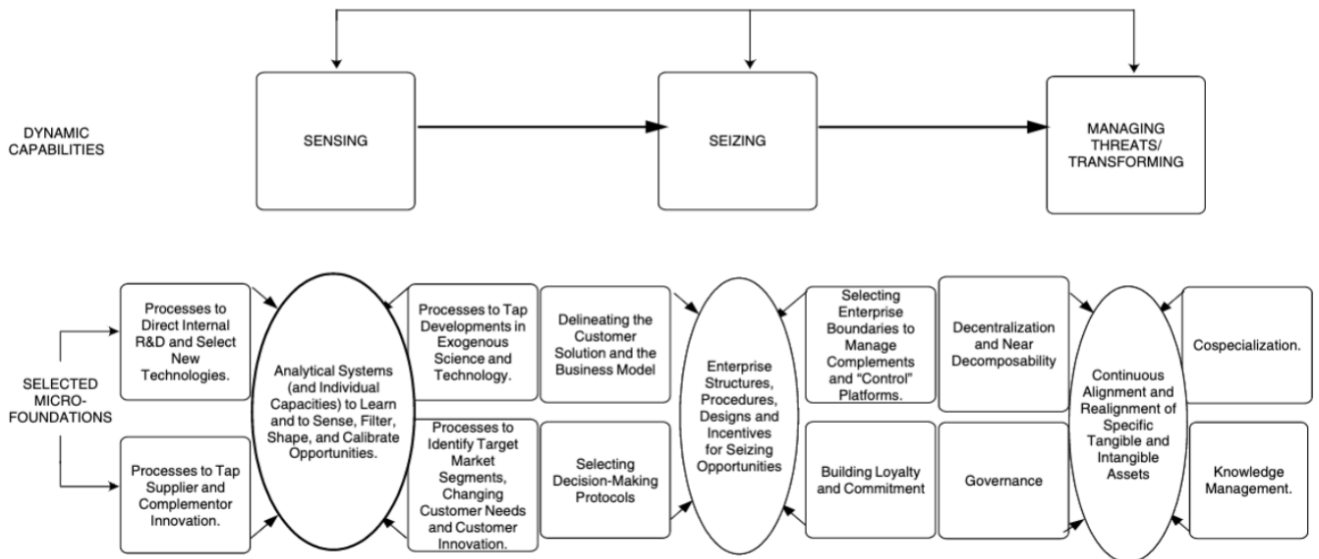 DYNAMIC
CAPABILITIES
SENSING
SEIZING
MANAGING
THREATS/
TRANSFORMING
SELECTED
MICRO-
FOUNDATIONS
Processes to
Direct Internal
R&D and Select
New
Technologies.
Processes to Tap
Supplier and
Complementor
Innovation.
Analytical Systems
(and Individual
Capacities) to Learn
and to Sense, Filter,
Shape, and Calibrate
Opportunities.
Processes to Tap
Developments in
Exogenous Science
and
Technology.
Processes to
Identify Target
Market
Segments,
Changing
Customer Needs
and Customer
Innovation.
Delineating the
Customer
Solution and the
Business Model
Selecting
Decision-Making
Protocols
Enterprise
Structures,
Procedures,
Designs and
Incentives
for Seizing
Opportunities
Selecting
Enterprise
Boundaries to
Manage
Complements
and “Control”
Platforms.
Building Loyalty
and Commitment
Decentralization
and Near
Decomposability
Governance
Continuous
Alignment and
Realignment of
Specific
Tangible and
Intangible
Assets
Cospecialization.
Knowledge
Management.